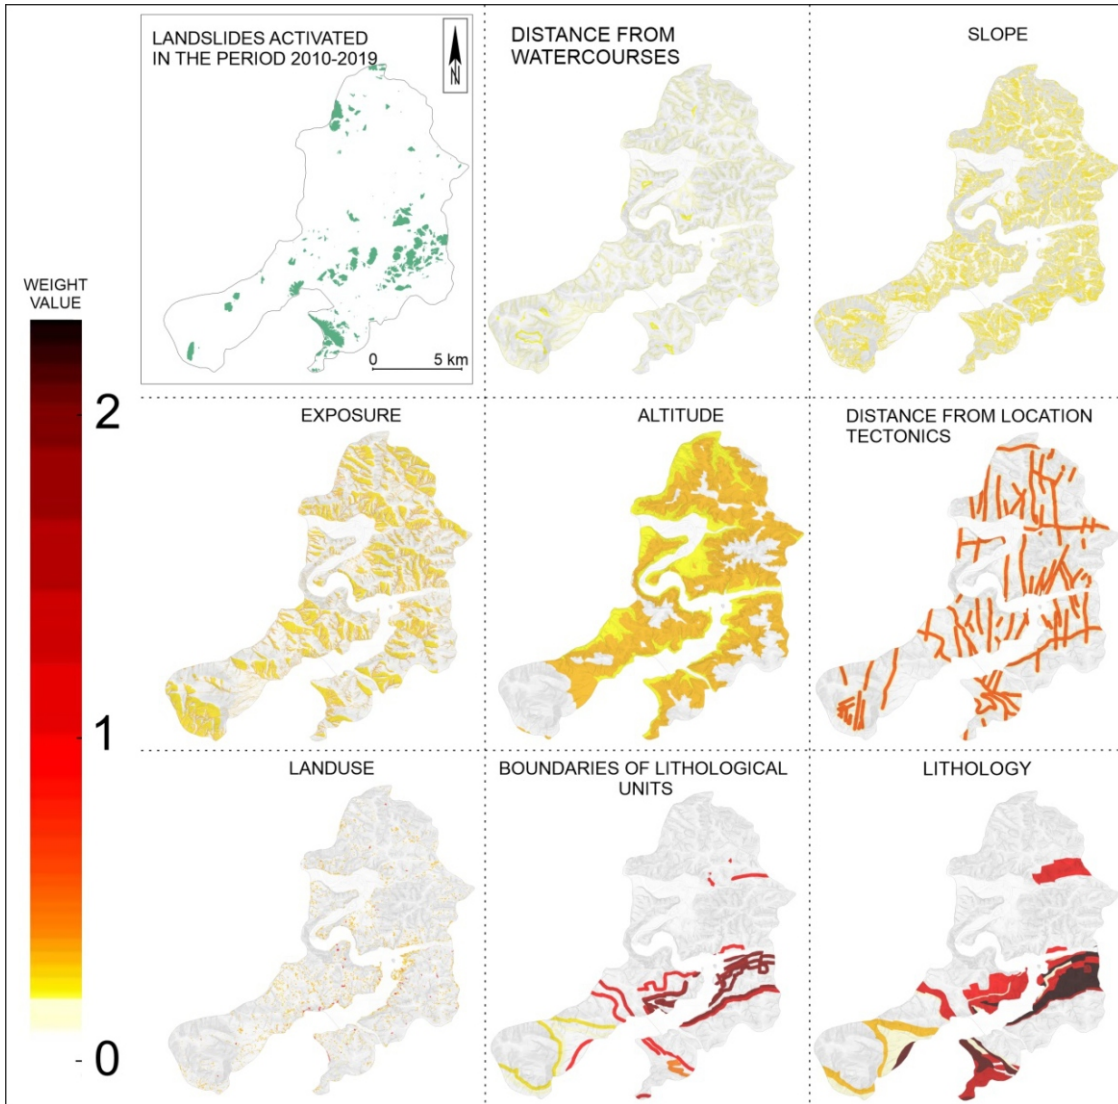 LANDSLIDES ACTIVATED
IN THE PERIOD 2010-2019
N
0 5 km
DISTANCE FROM
WATERCOURSES
SLOPE
WEIGHT
VALUE
2
1
- 0
EXPOSURE
ALTITUDE
DISTANCE FROM LOCATION
TECTONICS
LANDUSE
BOUNDARIES OF LITHOLOGICAL
UNITS
LITHOLOGY